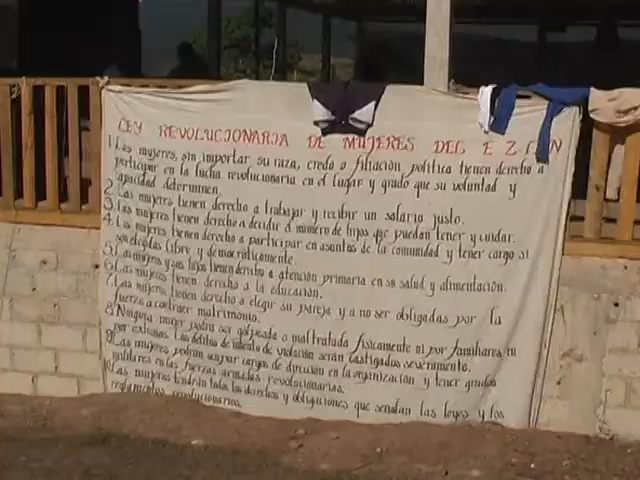 LEY REVOLUCIONARIA DE MUJERES DEL E Z L N
1 Las mujeres, sin importar su raza, credo o filiación política tienen derecho a
participar en la lucha revolucionaria en el lugar y grado que su voluntad y
capacidad determinen.
2. Las mujeres tienen derecho a trabajar y recibir un salario justo.
3. Las mujeres tienen derecho a decidir el número de hijos que puedan tener y cuidar.
4. Las mujeres tienen derecho a participar en asuntos de la comunidad y tener cargo si
son elegidas libre y democráticamente.
5. Las mujeres y sus hijos tienen derecho a atención primaria en su salud y alimentación.
6. Las mujeres tienen derecho a la educación.
7. Las mujeres tienen derecho a elegir su pareja y a no ser obligadas por la
fuerza a contraer matrimonio.
8. Ninguna mujer podrá ser golpeada o maltratada físicamente ni por familiares ni
por extraños. Los delitos de intento de violación serán castigados severamente.
9. Las mujeres podrán ocupar cargos de dirección en la organización y tener grados
militares en las fuerzas armadas revolucionarias.
10. Las mujeres tendrán todos los derechos y obligaciones que señalan las leyes y los
reglamentos revolucionarios.